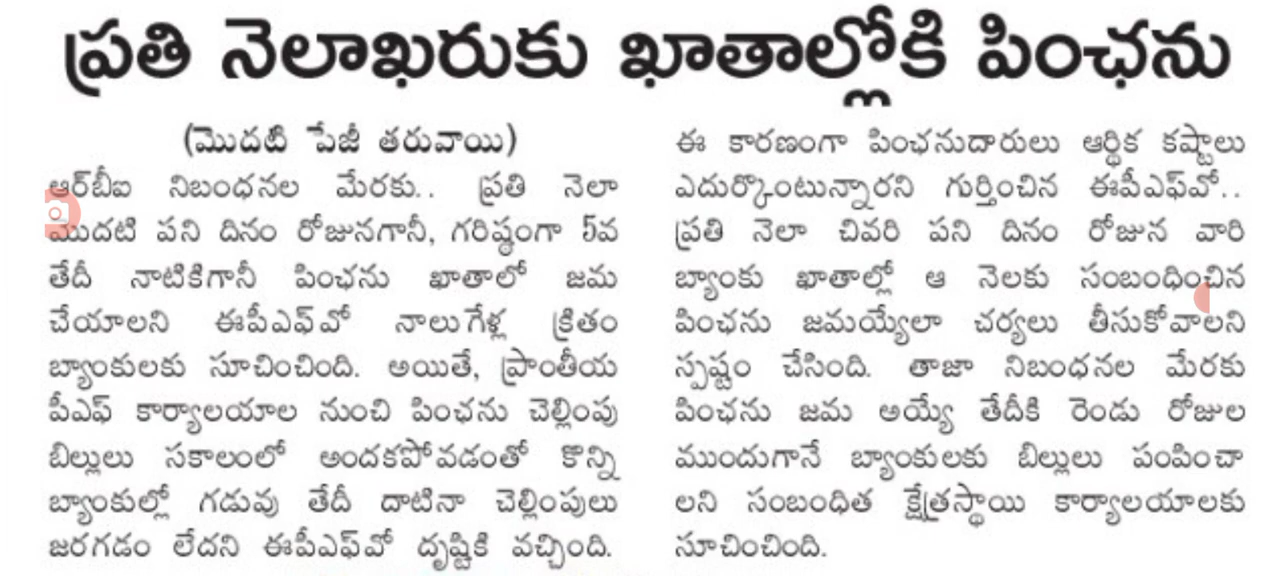 ప్రతి నెలాఖరుకు ఖాతాల్లోకి పింఛను
(మొదటి పేజీ తరువాయి)
ఆర్‌బీఐ నిబంధనల మేరకు.. ప్రతి నెలా
మొదటి పని దినం రోజునగానీ, గరిష్ఠంగా 5వ
తేదీ నాటికిగానీ పింఛను ఖాతాలో జమ
చేయాలని ఈపీఎఫ్‌వో నాలుగేళ్ల క్రితం
బ్యాంకులకు సూచించింది. అయితే, ప్రాంతీయ
పీఎఫ్ కార్యాలయాల నుంచి పింఛను చెల్లింపు
బిల్లులు సకాలంలో అందకపోవడంతో కొన్ని
బ్యాంకుల్లో గడువు తేదీ దాటినా చెల్లింపులు
జరగడం లేదని ఈపీఎఫ్‌వో దృష్టికి వచ్చింది.
ఈ కారణంగా పింఛనుదారులు ఆర్థిక కష్టాలు
ఎదుర్కొంటున్నారని గుర్తించిన ఈపీఎఫ్‌వో..
ప్రతి నెలా చివరి పని దినం రోజున వారి
బ్యాంకు ఖాతాల్లో ఆ నెలకు సంబంధించిన
పింఛను జమయ్యేలా చర్యలు తీసుకోవాలని
స్పష్టం చేసింది. తాజా నిబంధనల మేరకు
పింఛను జమ అయ్యే తేదీకి రెండు రోజుల
ముందుగానే బ్యాంకులకు బిల్లులు పంపించా
లని సంబంధిత క్షేత్రస్థాయి కార్యాలయాలకు
సూచించింది.